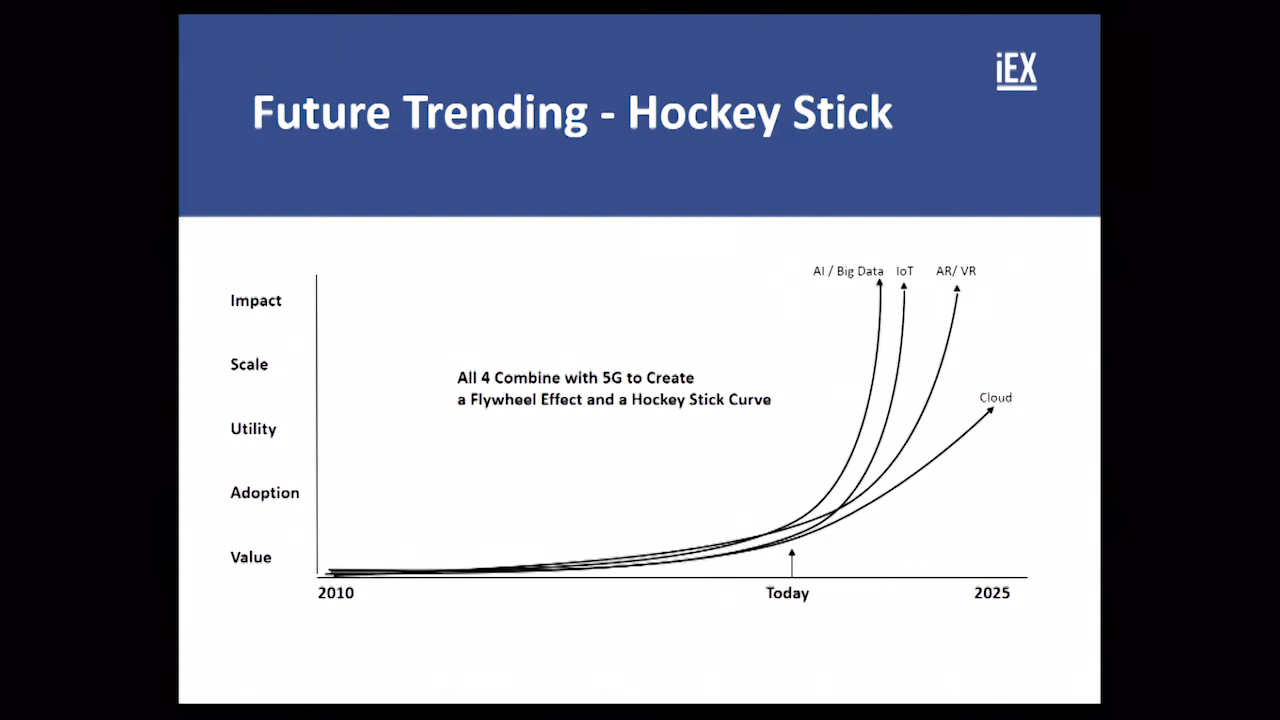 iEX
Future Trending - Hockey Stick
AI / Big Data
IoT
AR/ VR
Impact
Scale
All 4 Combine with 5G to Create
a Flywheel Effect and a Hockey Stick Curve
Cloud
Utility
Adoption
Value
2010
Today
2025